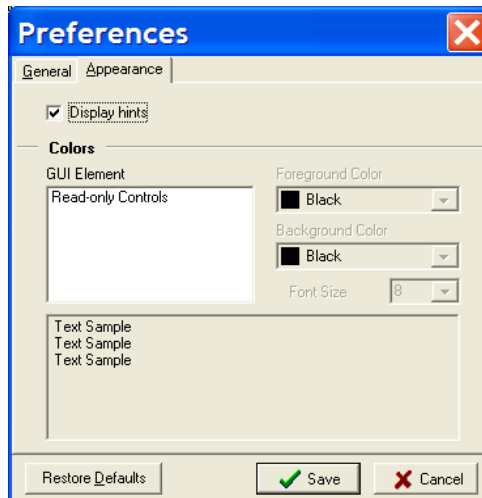 Preferences
General Appearance
Display hints
Colors
GUI Element
Foreground Color
Read-only Controls
Black
Background Color
Black
Font Size 8
Text Sample
Text Sample
Text Sample
Restore Defaults Save Cancel